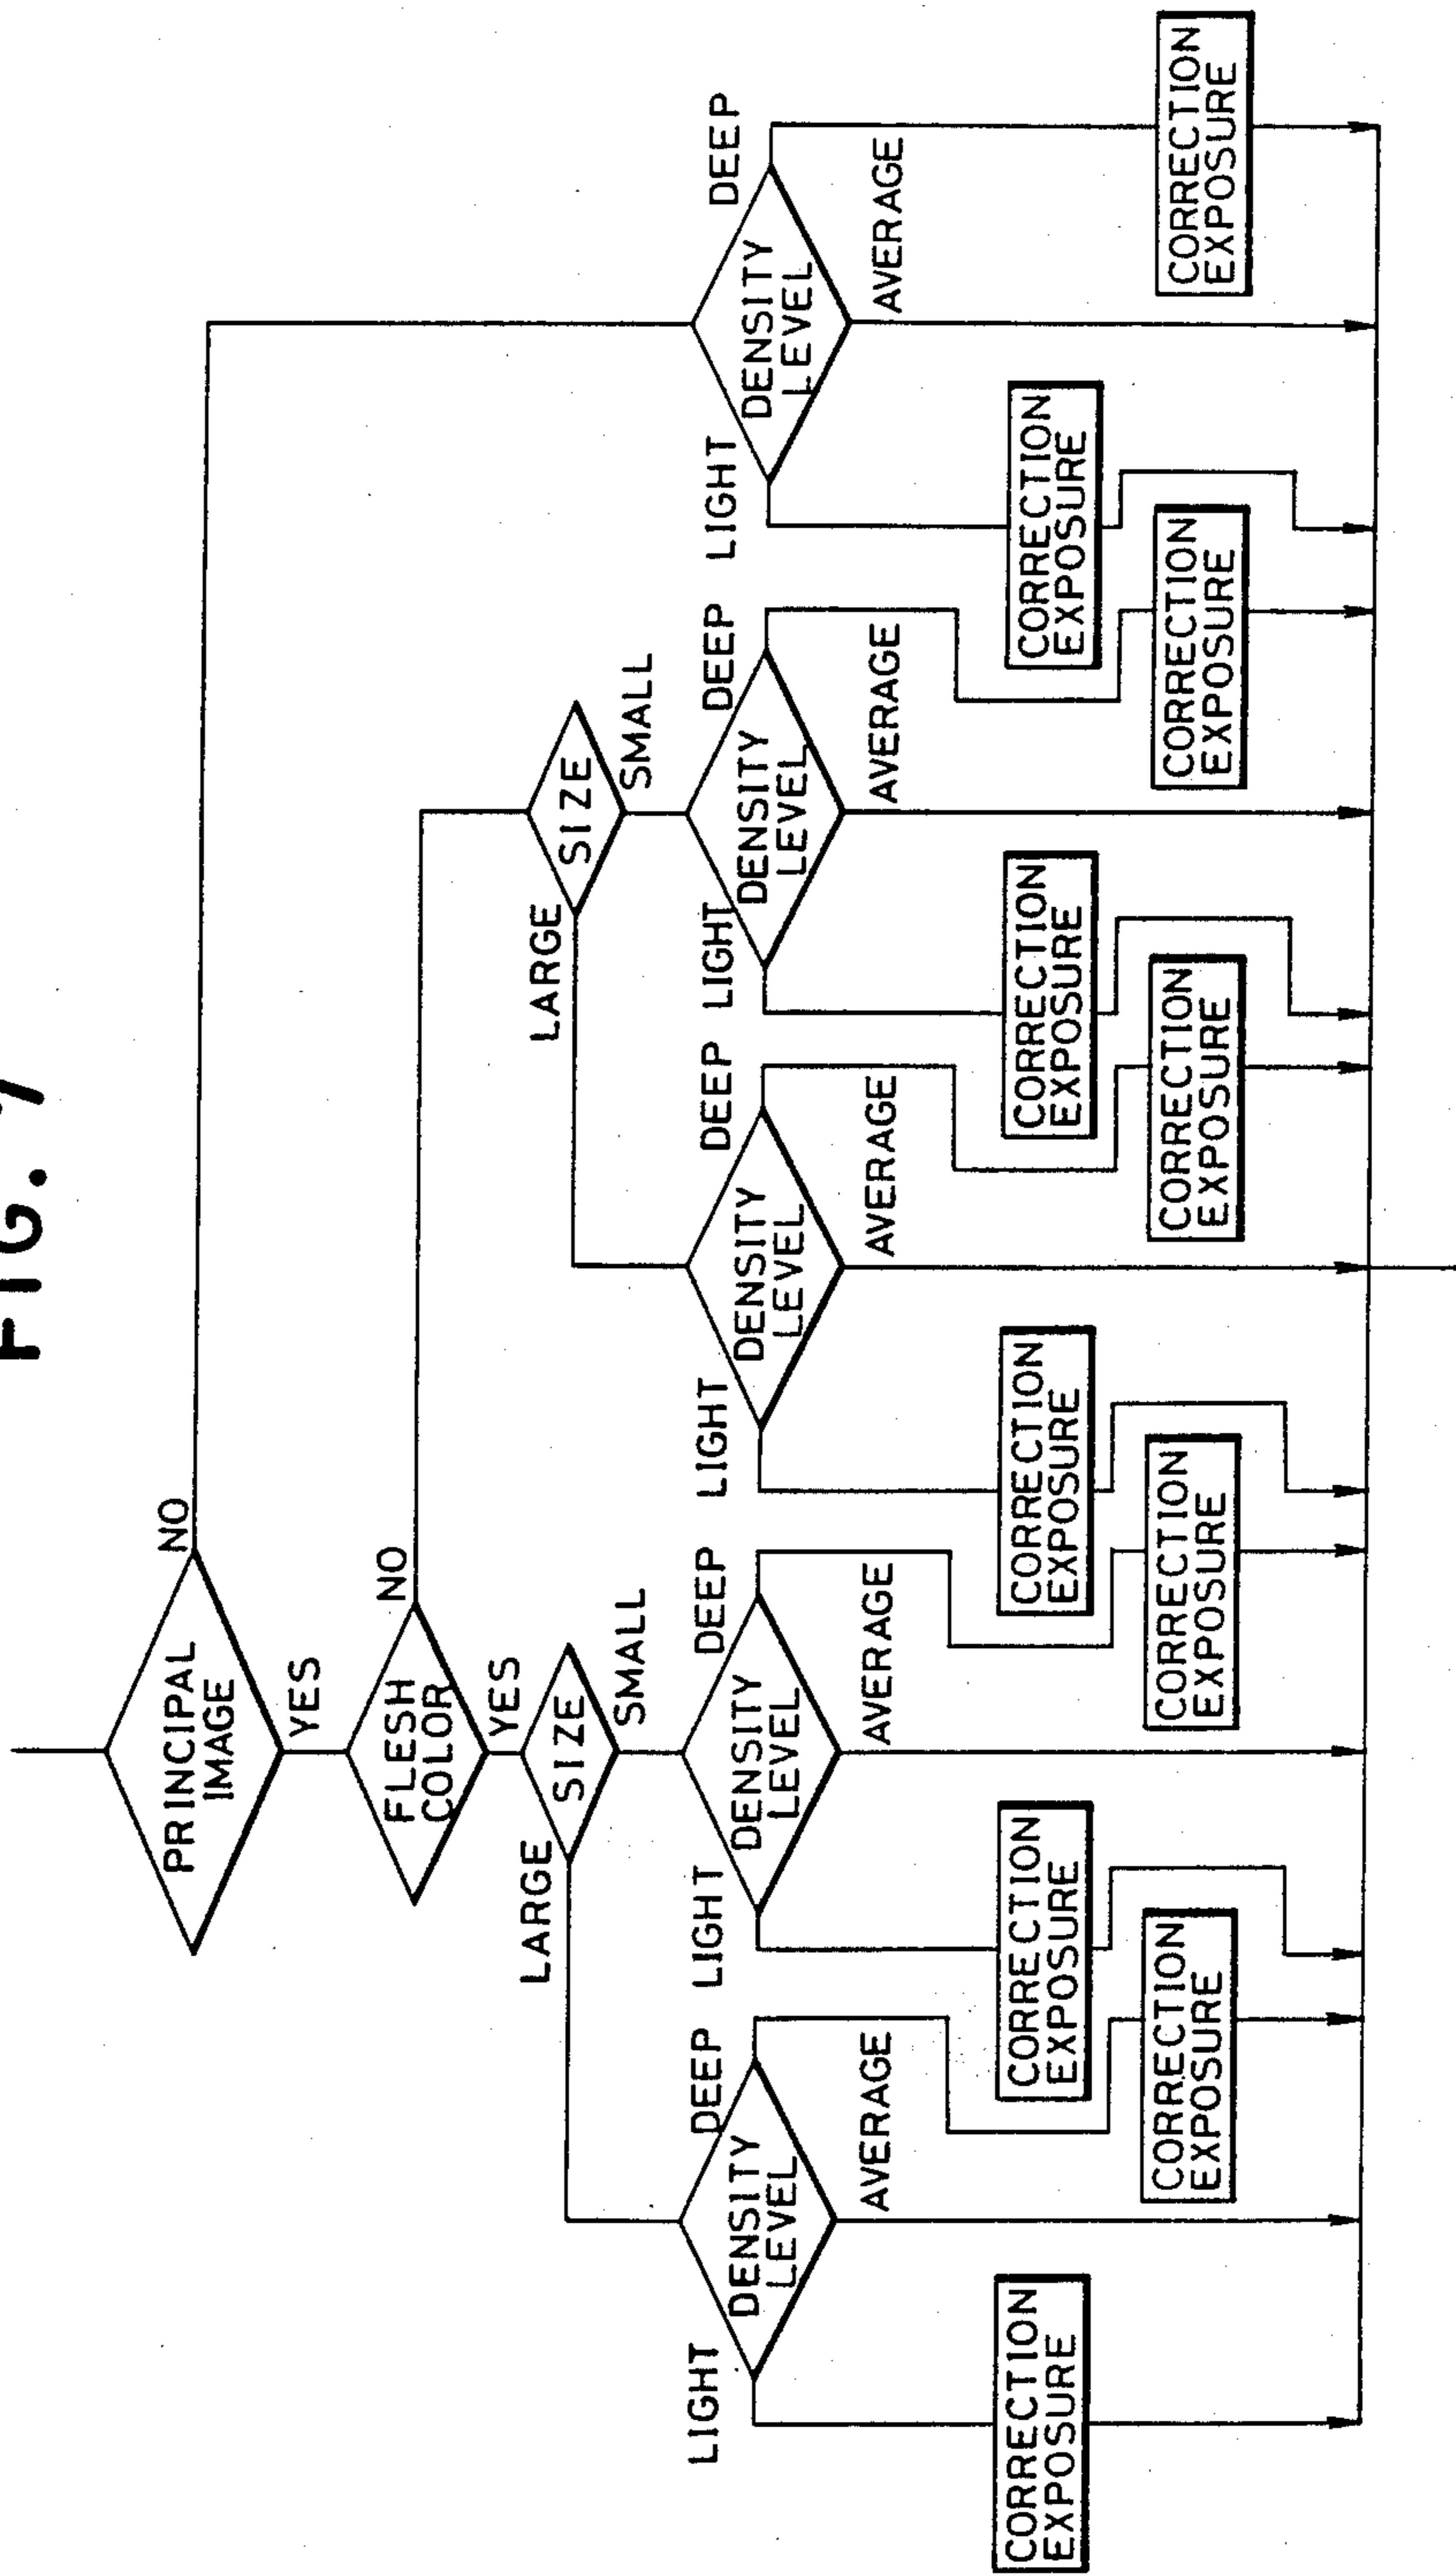 FIG. 7
PRINCIPAL
IMAGE
NO
YES
FLESH
COLOR
NO
YES
SIZE
LARGE
SMALL
SIZE
LARGE
SMALL
DENSITY
LEVEL
LIGHT
DEEP
AVERAGE
DENSITY
LEVEL
LIGHT
DEEP
AVERAGE
DENSITY
LEVEL
LIGHT
DEEP
AVERAGE
DENSITY
LEVEL
LIGHT
DEEP
AVERAGE
DENSITY
LEVEL
LIGHT
DEEP
AVERAGE
CORRECTION
EXPOSURE
CORRECTION
EXPOSURE
CORRECTION
EXPOSURE
CORRECTION
EXPOSURE
CORRECTION
EXPOSURE
CORRECTION
EXPOSURE
CORRECTION
EXPOSURE
CORRECTION
EXPOSURE
CORRECTION
EXPOSURE
CORRECTION
EXPOSURE